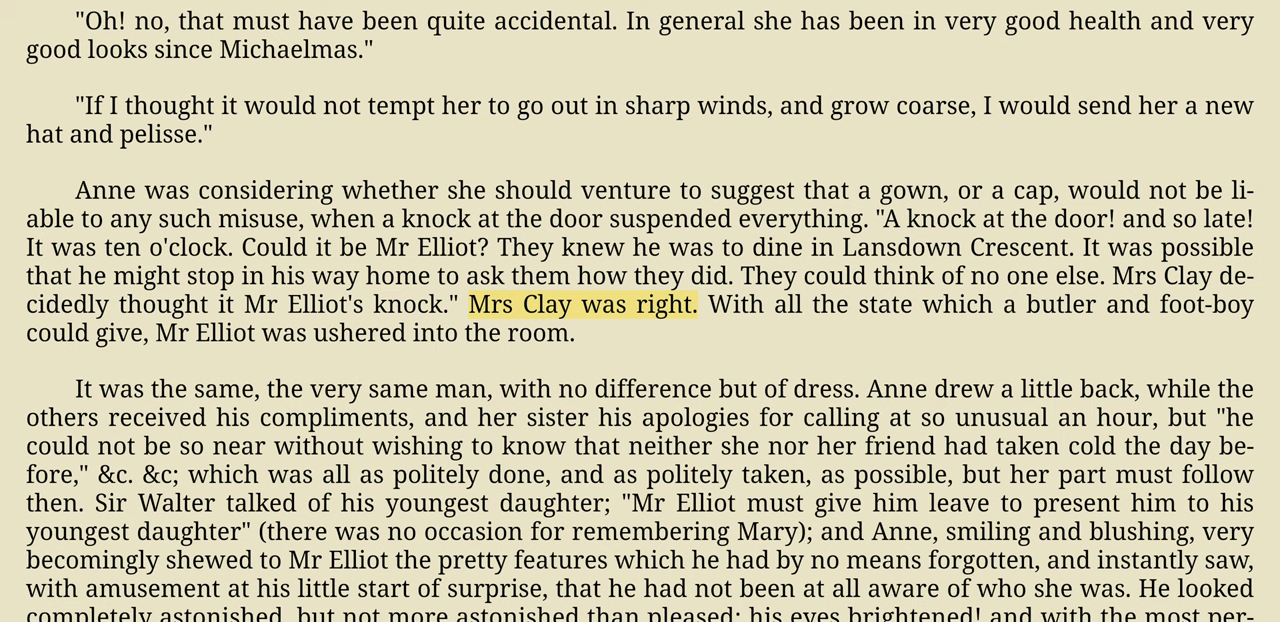 "Oh! no, that must have been quite accidental. In general she has been in very good health and very
good looks since Michaelmas."
"If I thought it would not tempt her to go out in sharp winds, and grow coarse, I would send her a new
hat and pelisse."
Anne was considering whether she should venture to suggest that a gown, or a cap, would not be li-
able to any such misuse, when a knock at the door suspended everything. "A knock at the door! and so late!
It was ten o'clock. Could it be Mr Elliot? They knew he was to dine in Lansdown Crescent. It was possible
that he might stop in his way home to ask them how they did. They could think of no one else. Mrs Clay de-
cidedly thought it Mr Elliot's knock." Mrs Clay was right. With all the state which a butler and foot-boy
could give, Mr Elliot was ushered into the room.
It was the same, the very same man, with no difference but of dress. Anne drew a little back, while the
others received his compliments, and her sister his apologies for calling at so unusual an hour, but "he
could not be so near without wishing to know that neither she nor her friend had taken cold the day be-
fore," &c. &c; which was all as politely done, and as politely taken, as possible, but her part must follow
then. Sir Walter talked of his youngest daughter; "Mr Elliot must give him leave to present him to his
youngest daughter" (there was no occasion for remembering Mary); and Anne, smiling and blushing, very
becomingly shewed to Mr Elliot the pretty features which he had by no means forgotten, and instantly saw,
with amusement at his little start of surprise, that he had not been at all aware of who she was. He looked
completely astonished, but not more astonished than pleased; his eyes brightened! and with the most per-